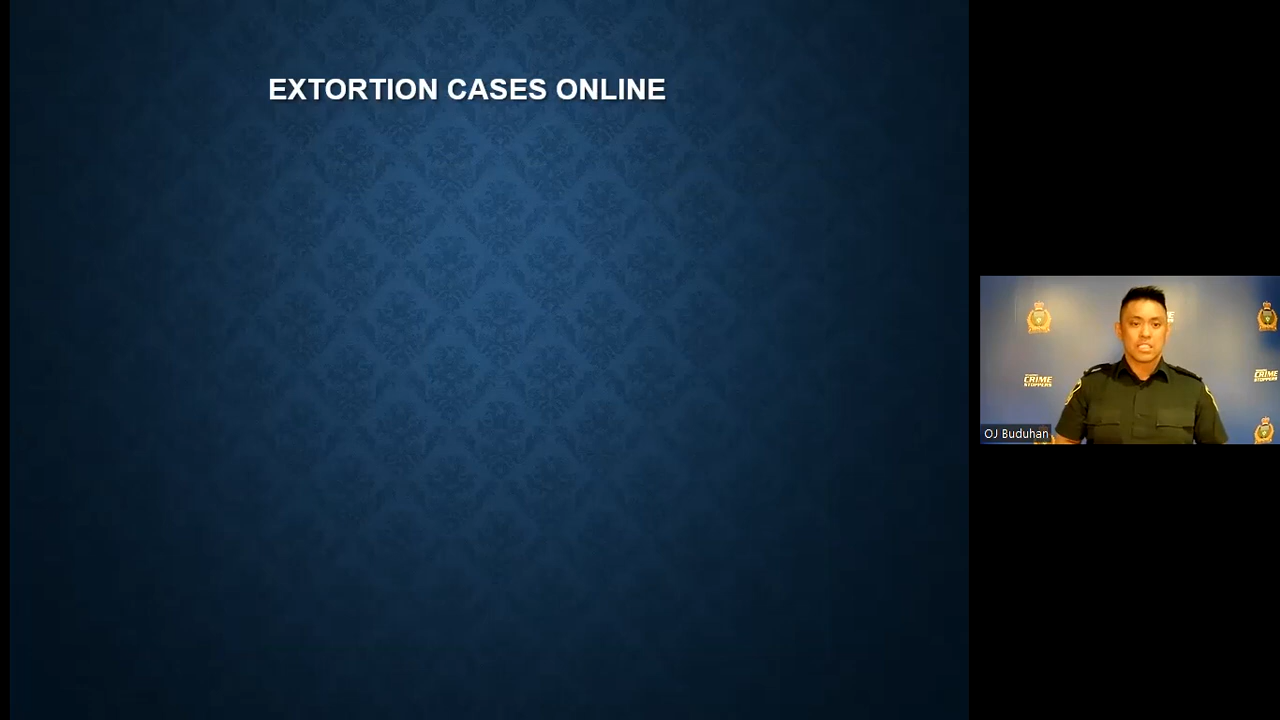 EXTORTION CASES ONLINE
CRIME
STOPPERS
CRIME
STOPPERS
OJ Buduhan